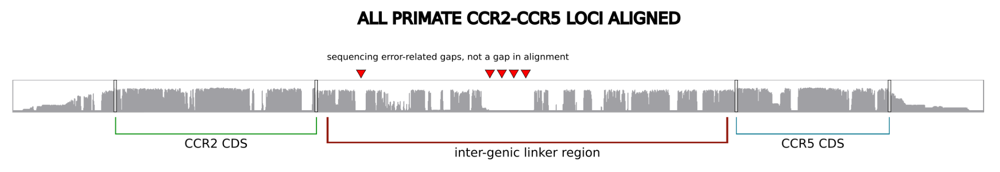 ALL PRIMATE CCR2-CCR5 LOCI ALIGNED
sequencing error-related gaps, not a gap in alignment
CCR2 CDS
inter-genic linker region
CCR5 CDS